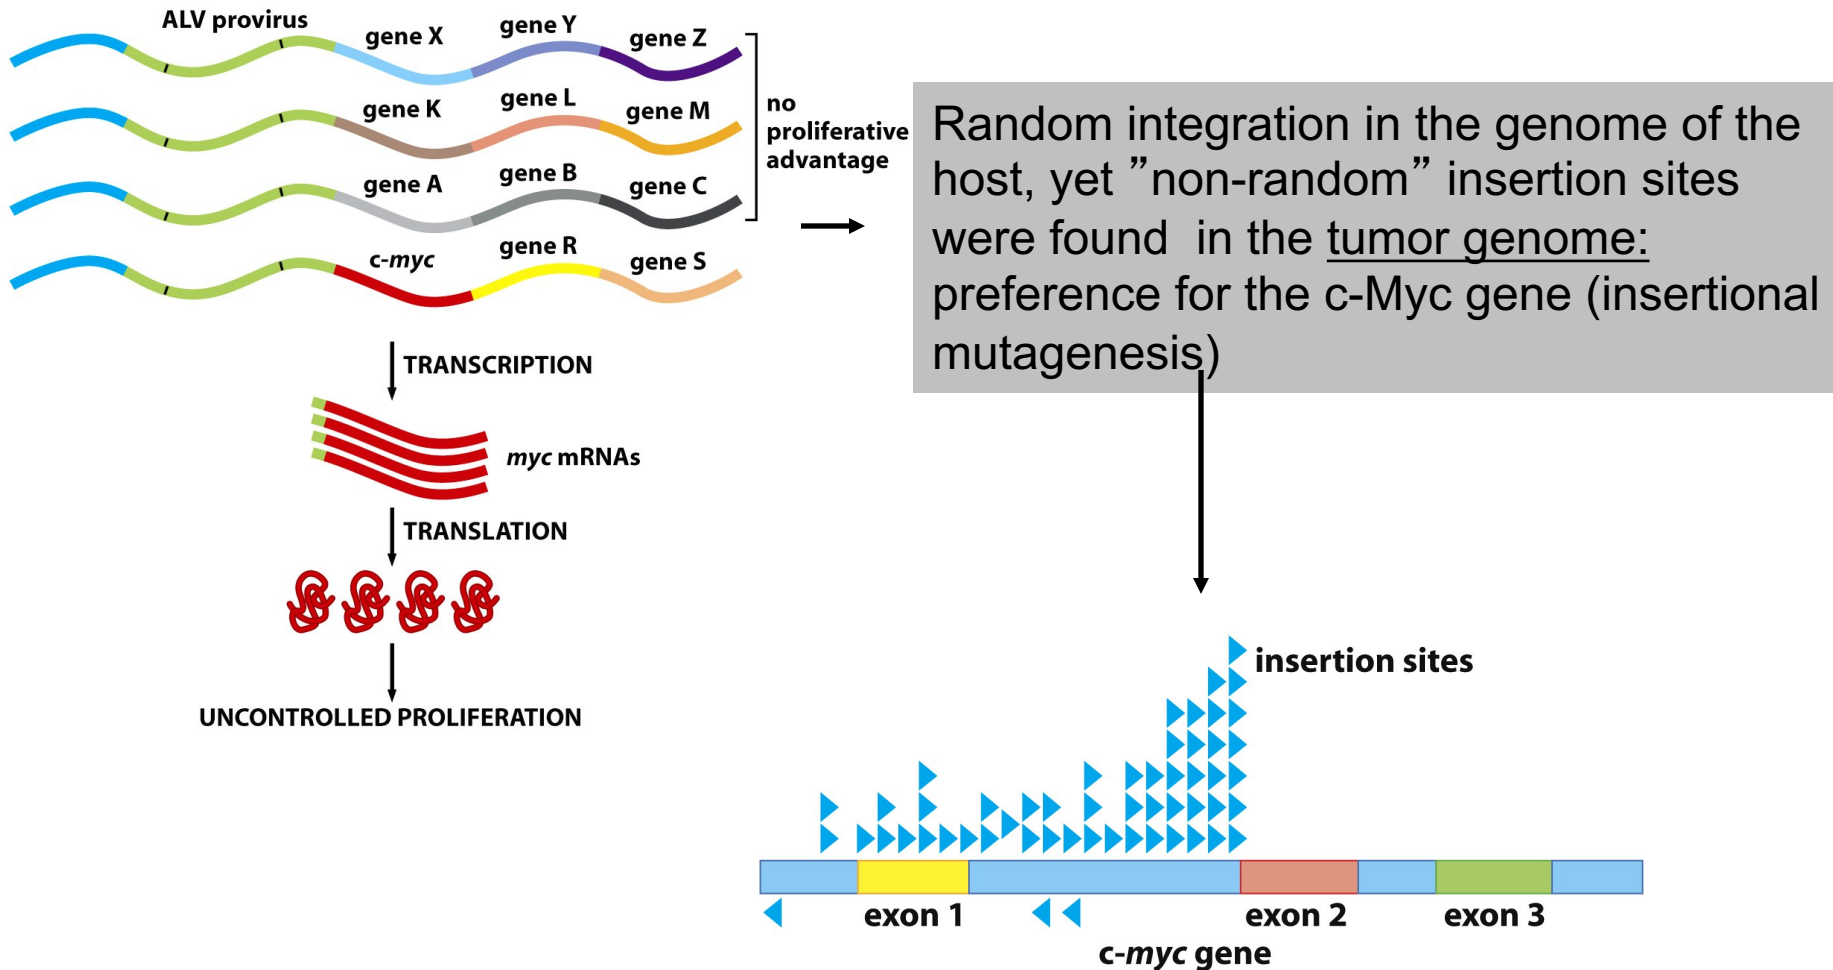 ALV provirus
gene X
gene Y
gene Z
gene K
gene L
gene M
gene A
gene B
gene C
c-myc
gene R
gene S
no
proliferative
advantage
Random integration in the genome of the
host, yet ”non-random” insertion sites
were found  in the tumor genome:
preference for the c-Myc gene (insertional
mutagenesis)
TRANSCRIPTION
myc mRNAs
TRANSLATION
UNCONTROLLED PROLIFERATION
insertion sites
exon 1
exon 2
exon 3
c-myc gene